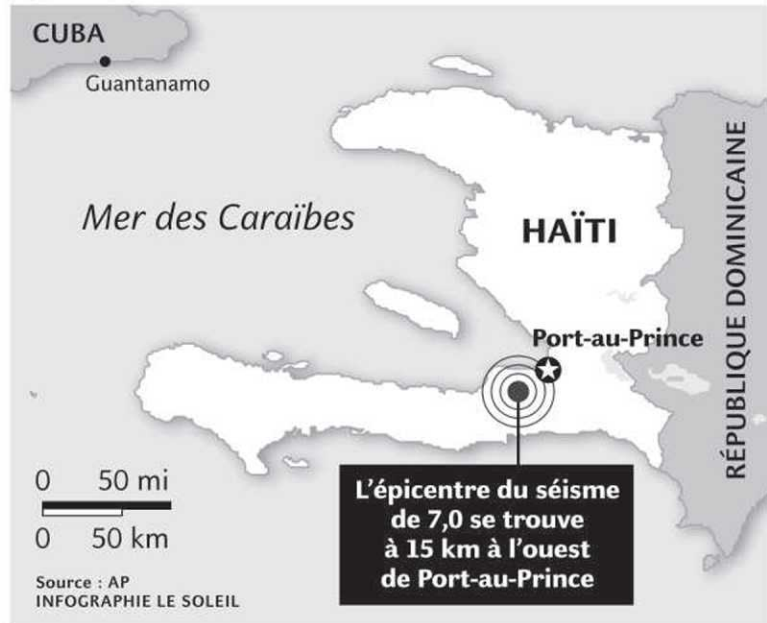 CUBA
Guantanamo
Mer des Caraïbes
HAÏTI
RÉPUBLIQUE DOMINICAINE
Port-au-Prince
L'épicentre du séisme
de 7,0 se trouve
à 15 km à l'ouest
de Port-au-Prince
0 50 mi
0 50 km
Source : AP
INFOGRAPHIE LE SOLEIL